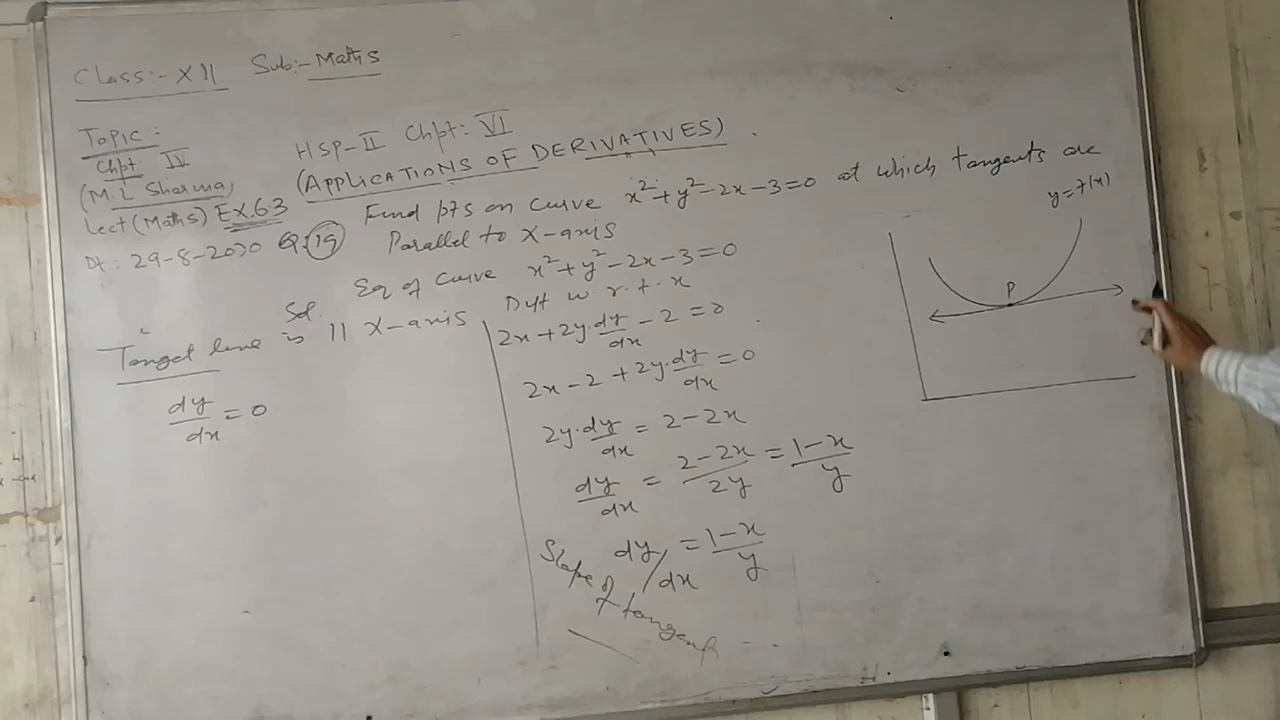 Class:- XII Sub:- Maths
Topic:
Chpt: IV
(M.L Sharma)
Lect (Maths)
Dt: 29-8-2020
HSP-II Chpt: VI
(APPLICATIONS OF DERIVATIVES).
EX.6.3
Q.19 Find pts on curve x²+y²-2x-3=0 at which tangents are
Parallel to X-axis
Sol. Eq of curve x²+y²-2x-3=0
Diff w.r.t.x
Tanget line is || X-axis
dy/dx = 0
2x+2y.dy/dx-2=0
2x-2+2y.dy/dx=0
2y.dy/dx=2-2x
dy/dx=2-2x/2y=1-x/y
Slope of tangent
dy/dx=1-x/y
y=f(x)
P